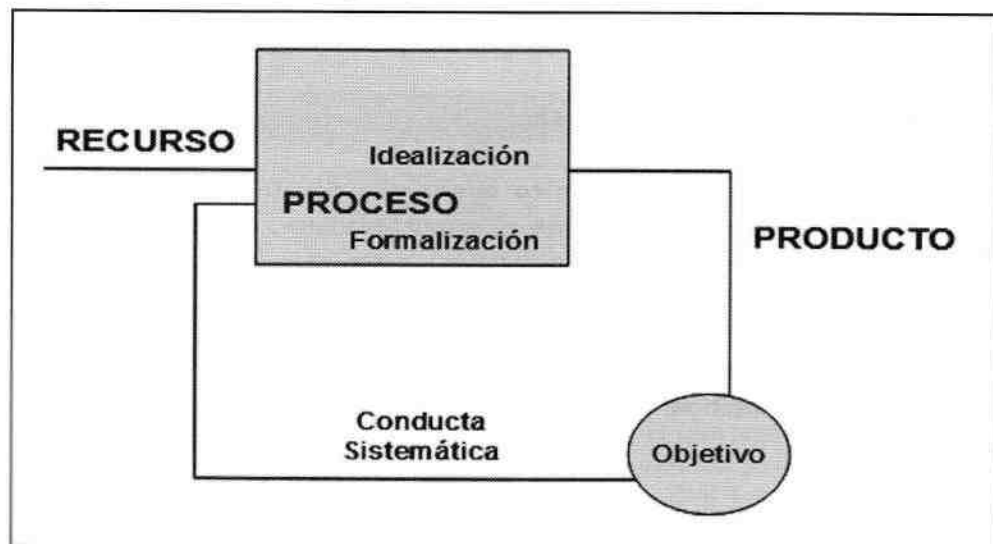 RECURSO
Idealización
PROCESO
Formalización
PRODUCTO
Conducta
Sistemática
Objetivo